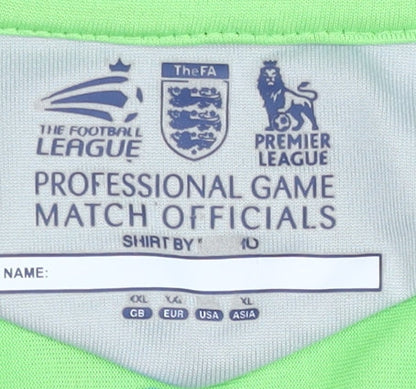 TheFA
THE FOOTBALL
LEAGUE
PREMIER
LEAGUE
PROFESSIONAL GAME
MATCH OFFICIALS
SHIRT BY
NAME:
XXL XL
GB EUR USA ASIA